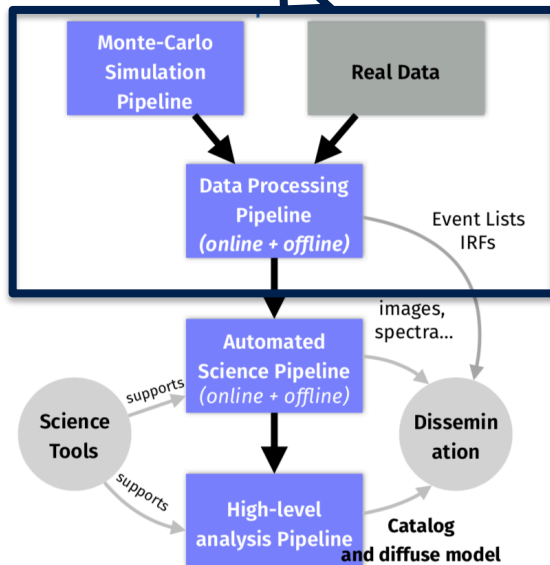 Monte-Carlo
Simulation
Pipeline
Real Data
Data Processing
Pipeline
(online + offline)
Event Lists
IRFs
images,
spectra...
Automated
Science Pipeline
(online + offline)
supports
Science
Tools
Dissemin
ation
supports
High-level
analysis Pipeline
Catalog
and diffuse model